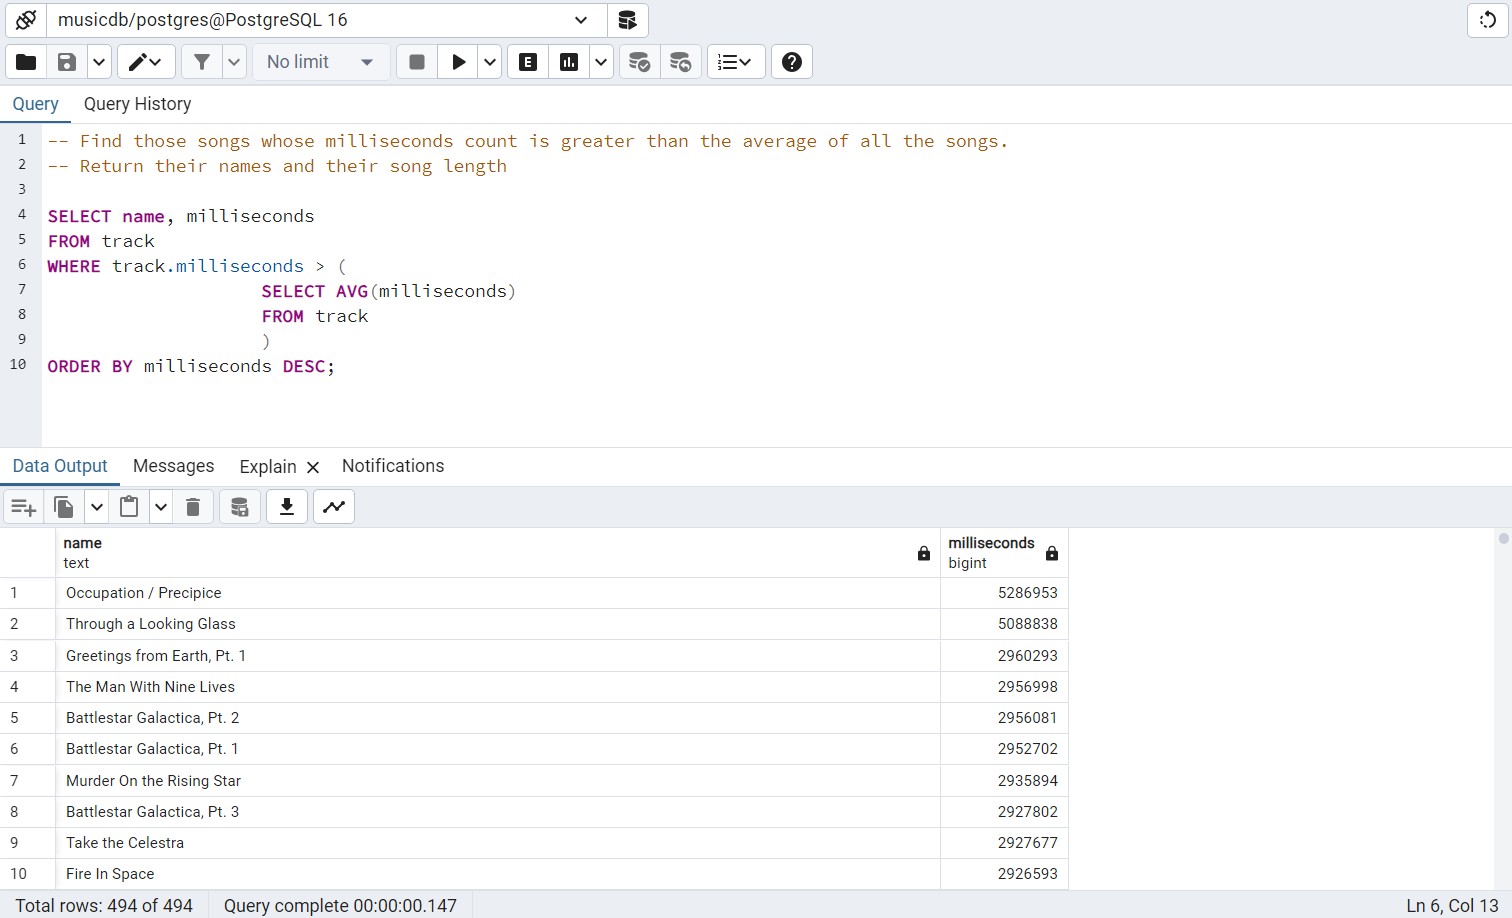 musicdb/postgres@PostgreSQL 16
No limit
E
Query Query History
1 -- Find those songs whose milliseconds count is greater than the average of all the songs.
2 -- Return their names and their song length
3
4 SELECT name, milliseconds
5 FROM track
6 WHERE track.milliseconds > (
7 SELECT AVG(milliseconds)
8 FROM track
9 )
10 ORDER BY milliseconds DESC;
Data Output Messages Explain Notifications
name milliseconds
text bigint
1 Occupation / Precipice 5286953
2 Through a Looking Glass 5088838
3 Greetings from Earth, Pt. 1 2960293
4 The Man With Nine Lives 2956998
5 Battlestar Galactica, Pt. 2 2956081
6 Battlestar Galactica, Pt. 1 2952702
7 Murder On the Rising Star 2935894
8 Battlestar Galactica, Pt. 3 2927802
9 Take the Celestra 2927677
10 Fire In Space 2926593
Total rows: 494 of 494 Query complete 00:00:00.147 Ln 6, Col 13